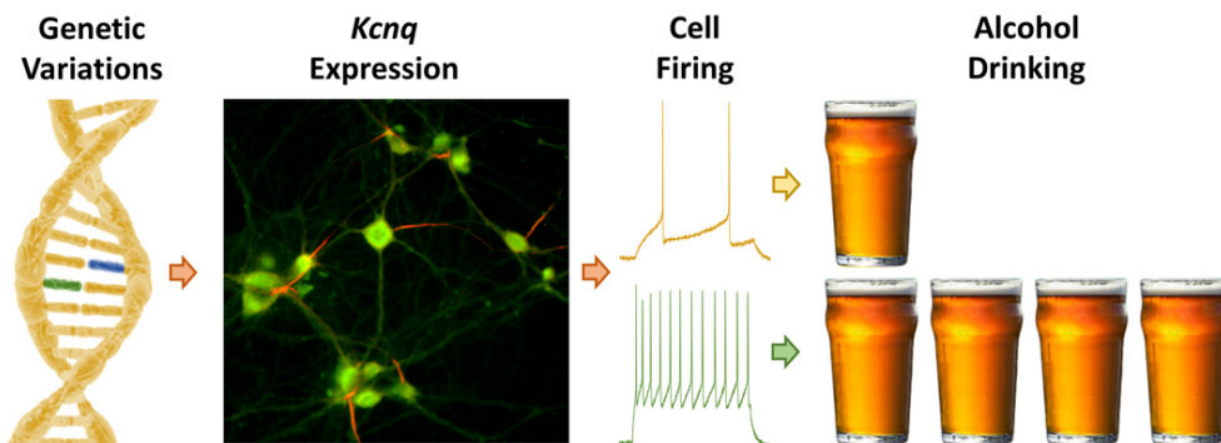 Genetic
Variations
Kcnq
Expression
Cell
Firing
Alcohol
Drinking